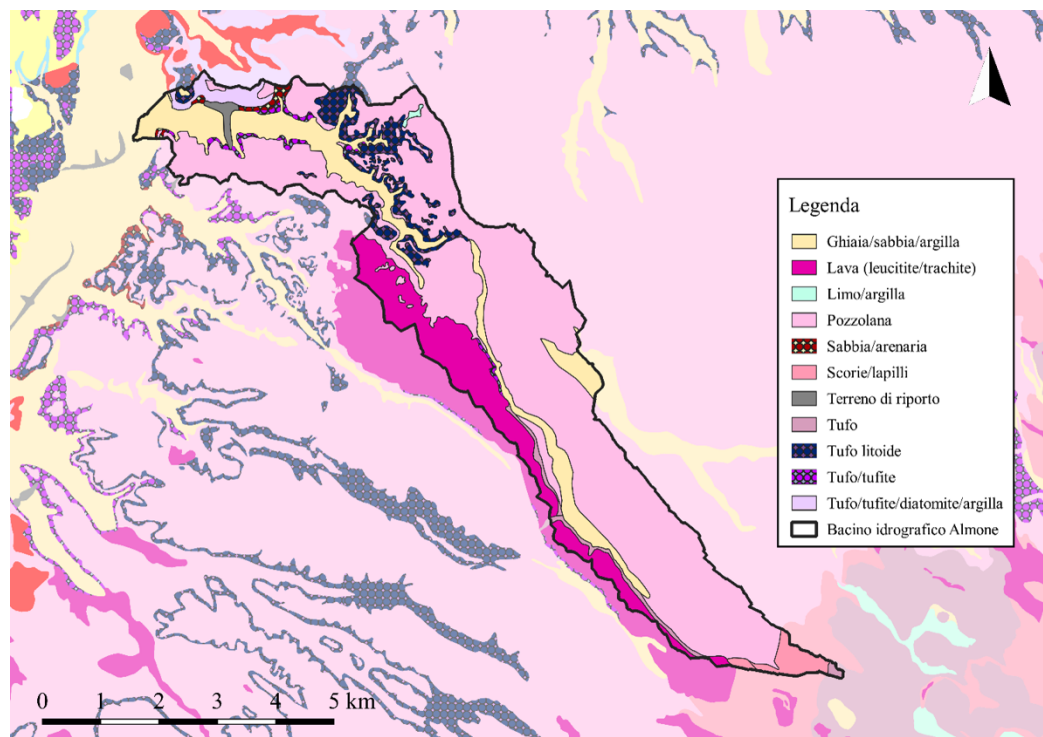 Legenda
Ghiaia/sabbia/argilla
Lava (leucitite/trachite)
Limo/argilla
Pozzolana
Sabbia/arenaria
Scorie/lapilli
Terreno di riporto
Tufo
Tufo litoide
Tufo/tufite
Tufo/tufite/diatomite/argilla
Bacino idrografico Almone
0 1 2 3 4 5 km